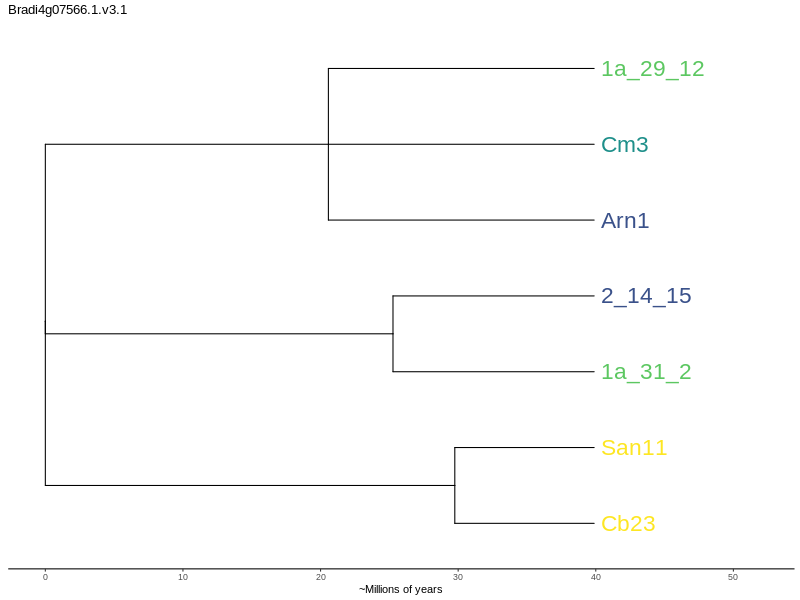 Bradi4g07566.1.v3.1
1a_29_12
Cm3
Arn1
2_14_15
1a_31_2
San11
Cb23
0 10 20 30 40 50
~Millions of years